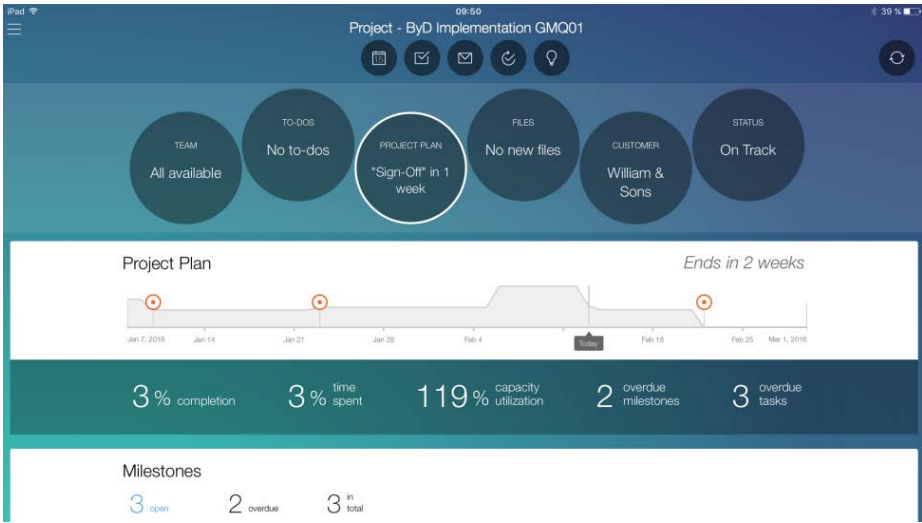 iPad 09:50 39 %
Project - ByD Implementation GMQ01
15
TEAM
All available
TO-DOS
No to-dos
PROJECT PLAN
"Sign-Off" in 1
week
FILES
No new files
CUSTOMER
William &
Sons
STATUS
On Track
Project Plan
Ends in 2 weeks
Jan 7, 2018 Jan 14 Jan 21 Jan 28 Feb 4 Today Feb 18 Feb 25 Mar 1, 2018
3 % completion
3 % time
spent
119 % capacity
utilization
2 overdue
milestones
3 overdue
tasks
Milestones
3 open
2 overdue
3 in
total